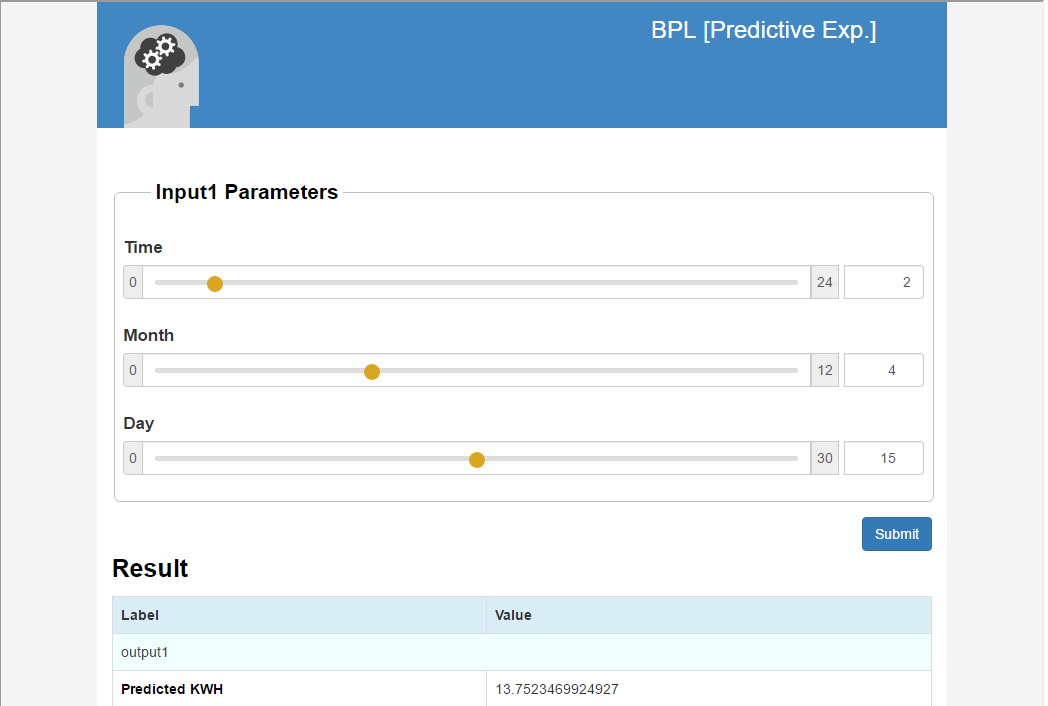 BPL [Predictive Exp.]
Input1 Parameters
Time
0 24 2
Month
0 12 4
Day
0 30 15
Submit
Result
Label Value
output1
Predicted KWH 13.7523469924927